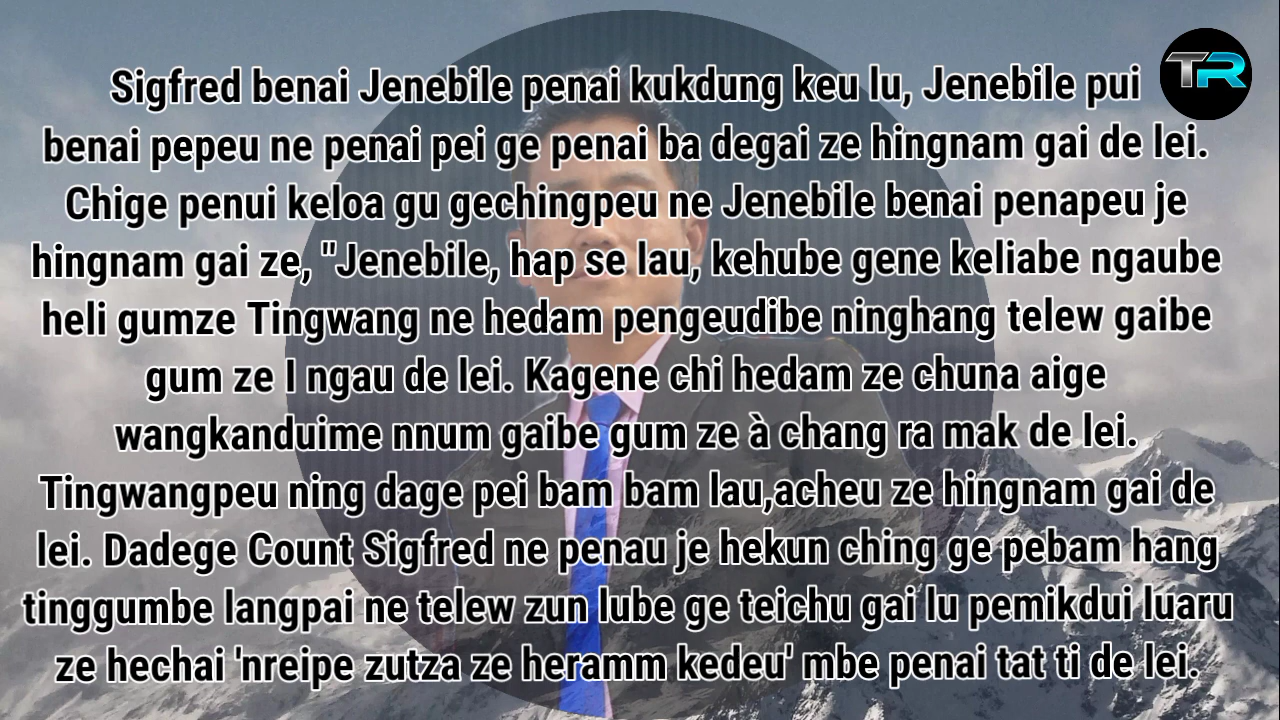 TR
Sigfred benai Jenebile penai kukdung keu lu, Jenebile pui
benai pepeu ne penai pei ge penai ba degai ze hingnam gai de lei.
Chige penui keloa gu gechingpeu ne Jenebile benai penapeu je
hingnam gai ze, "Jenebile, hap se lau, kehube gene keliabe ngaube
heli gumze Tingwang ne hedam pengeudibe ninghang telew gaibe
gum ze I ngau de lei. Kagene chi hedam ze chuna aige
wangkanduime nnum gaibe gum ze à chang ra mak de lei.
Tingwangpeu ning dage pei bam bam lau,acheu ze hingnam gai de
lei. Dadege Count Sigfred ne penau je hekun ching ge pebam hang
tinggumbe langpai ne telew zun lube ge teichu gai lu pemikdui luaru
ze hechai 'nreipe zutza ze heramm kedeu' mbe penai tat ti de lei.